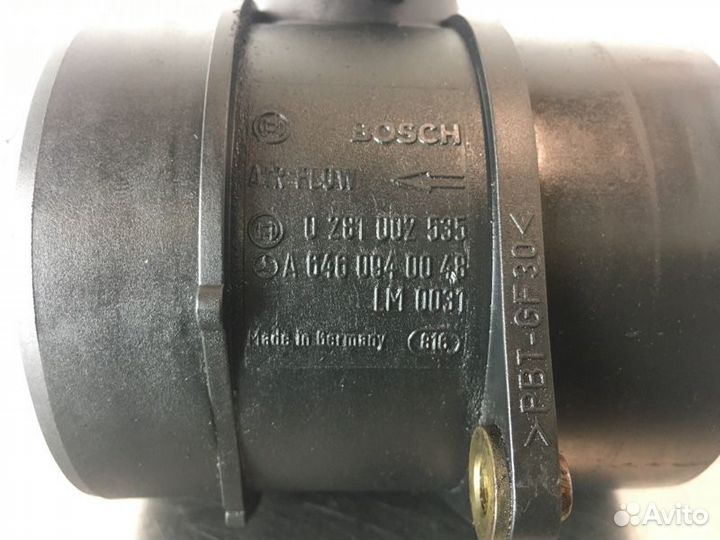 BOSCH
AIR FLOW
0 281 002 535
A 646 094 00 48
LM 0031
Made in Germany 816
>PBT-GF30<
Avito